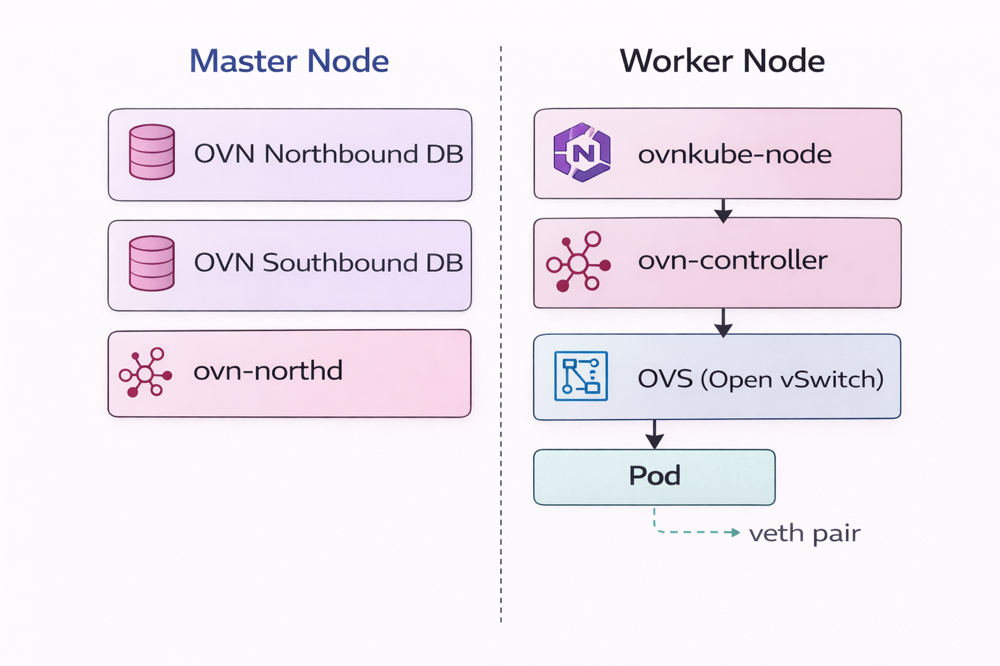 Master Node
OVN Northbound DB
OVN Southbound DB
ovn-northd
Worker Node
N
ovnkube-node
ovn-controller
OVS (Open vSwitch)
Pod
veth pair